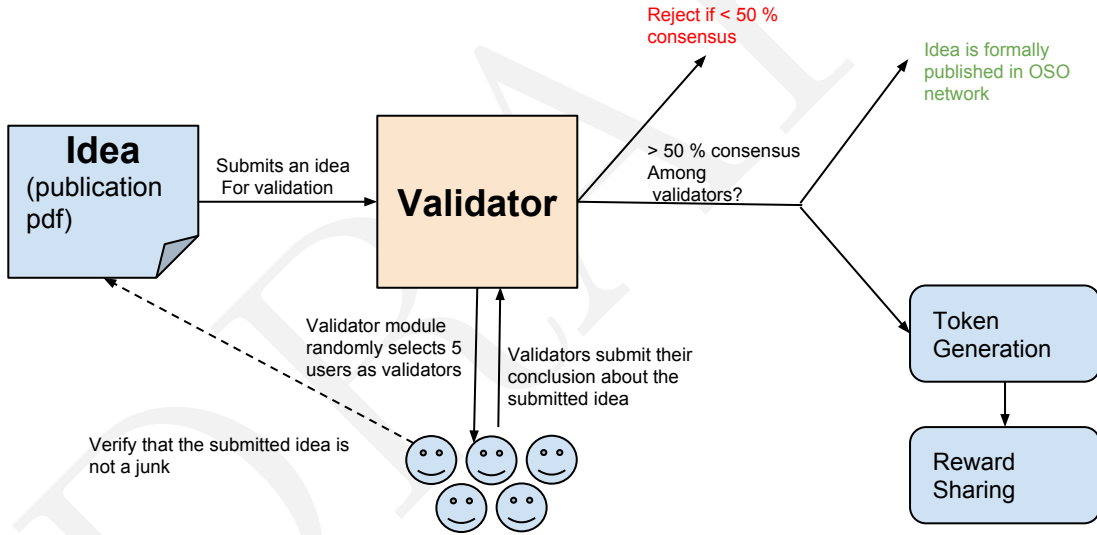 Reject if < 50 %
consensus
Idea is formally
published in OSO
network
Idea
(publication
pdf)
Submits an idea
For validation
Validator
> 50 % consensus
Among
validators?
Validator module
randomly selects 5
users as validators
Validators submit their
conclusion about the
submitted idea
Token
Generation
Verify that the submitted idea is
not a junk
Reward
Sharing
DRAFT